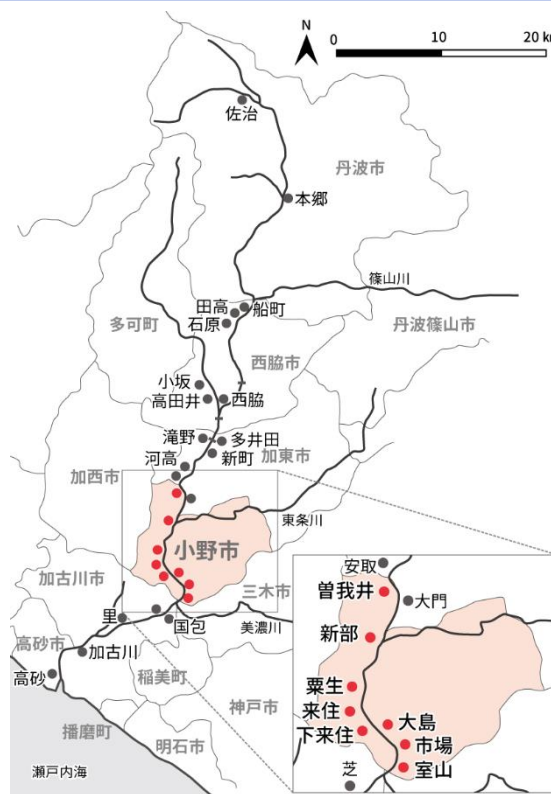 N
0 10 20 km
佐治
丹波市
本郷
篠山川
田高
船町
石原
多可町
丹波篠山市
西脇市
小坂
高田井
西脇
滝野
多井田
新町
加東市
河高
加西市
東条川
小野市
加古川市
三木市
里
国包
美濃川
高砂市
加古川
高砂
稲美町
神戸市
播磨町
明石市
瀬戸内海
安取
曽我井
大門
新部
粟生
来住
大島
下来住
市場
芝
室山